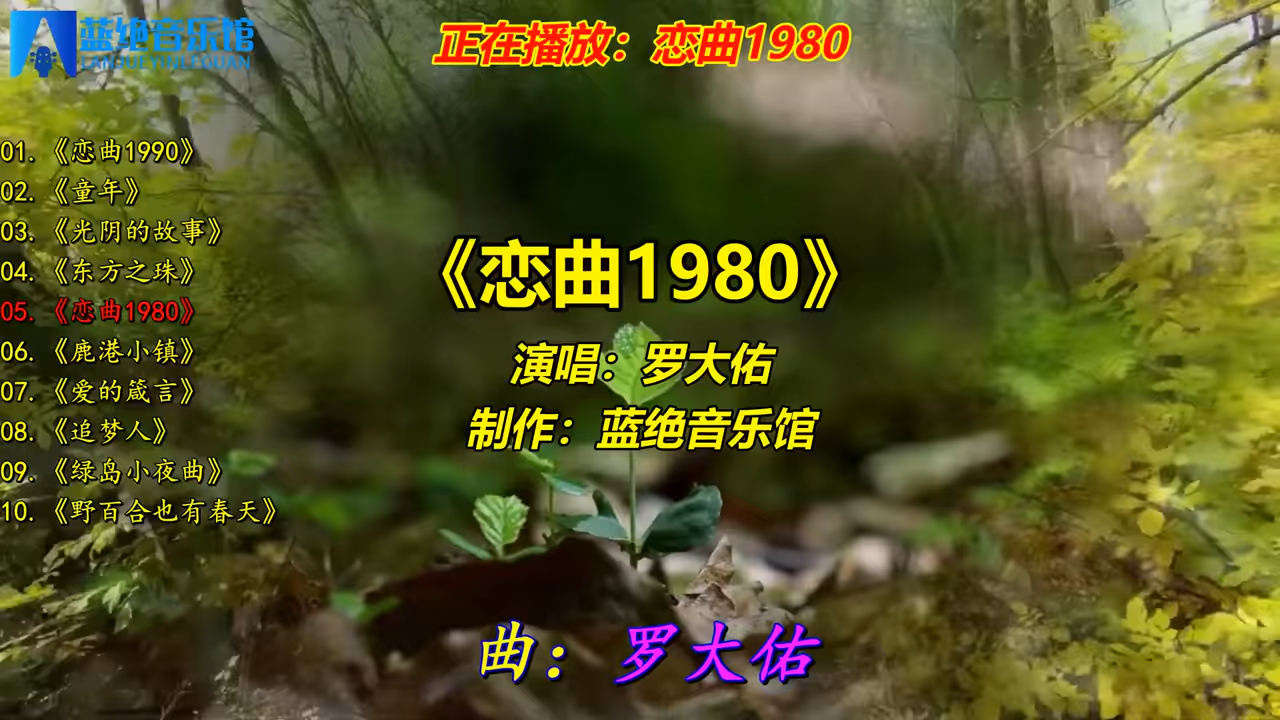 蓝绝音乐馆
LANJUEYINLEGUAN
正在播放：恋曲1980
01.《恋曲1990》
02.《童年》
03.《光阴的故事》
04.《东方之珠》
05.《恋曲1980》
06.《鹿港小镇》
07.《爱的箴言》
08.《追梦人》
09.《绿岛小夜曲》
10.《野百合也有春天》
《恋曲1980》
演唱：罗大佑
制作：蓝绝音乐馆
曲：罗大佑